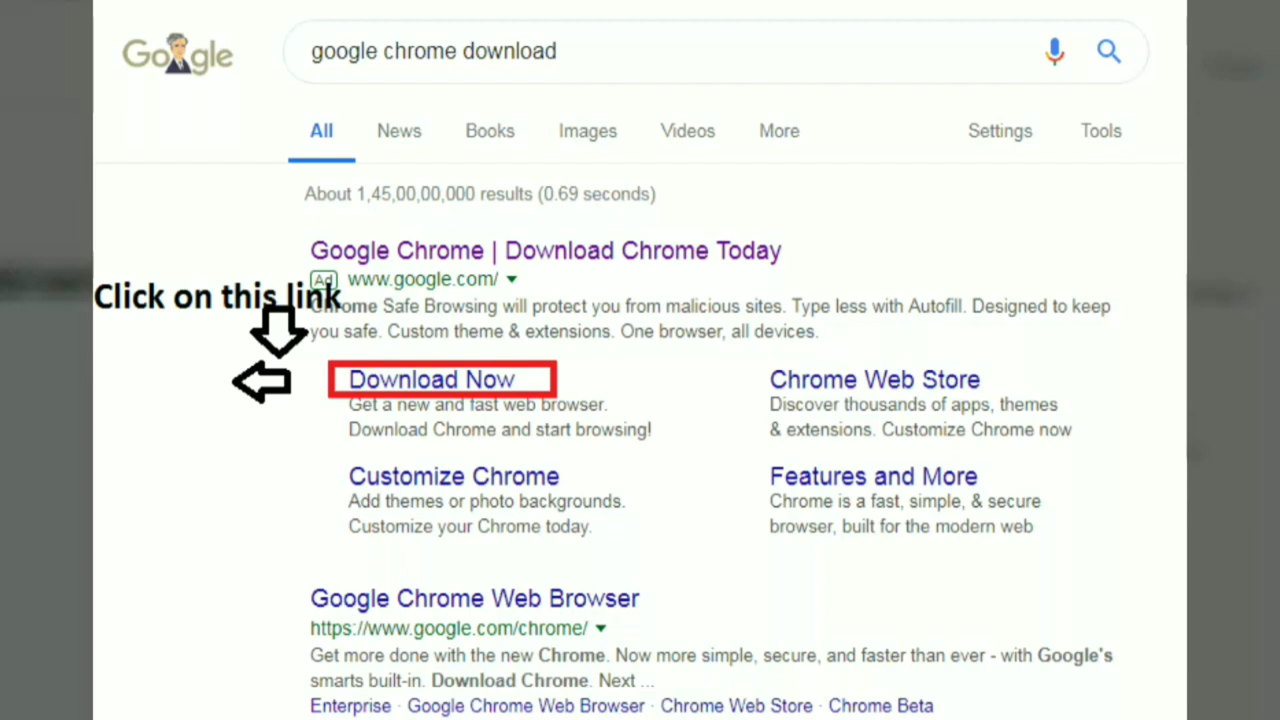 Google
google chrome download
All News Books Images Videos More Settings Tools
About 1,45,00,00,000 results (0.69 seconds)
Google Chrome | Download Chrome Today
Ad www.google.com/
Click on this link
Chrome Safe Browsing will protect you from malicious sites. Type less with Autofill. Designed to keep
you safe. Custom theme & extensions. One browser, all devices.
Download Now
Get a new and fast web browser.
Download Chrome and start browsing!
Chrome Web Store
Discover thousands of apps, themes
& extensions. Customize Chrome now
Customize Chrome
Add themes or photo backgrounds.
Customize your Chrome today.
Features and More
Chrome is a fast, simple, & secure
browser, built for the modern web
Google Chrome Web Browser
https://www.google.com/chrome/
Get more done with the new Chrome. Now more simple, secure, and faster than ever - with Google's
smarts built-in. Download Chrome. Next ...
Enterprise · Google Chrome Web Browser · Chrome Web Store · Chrome Beta